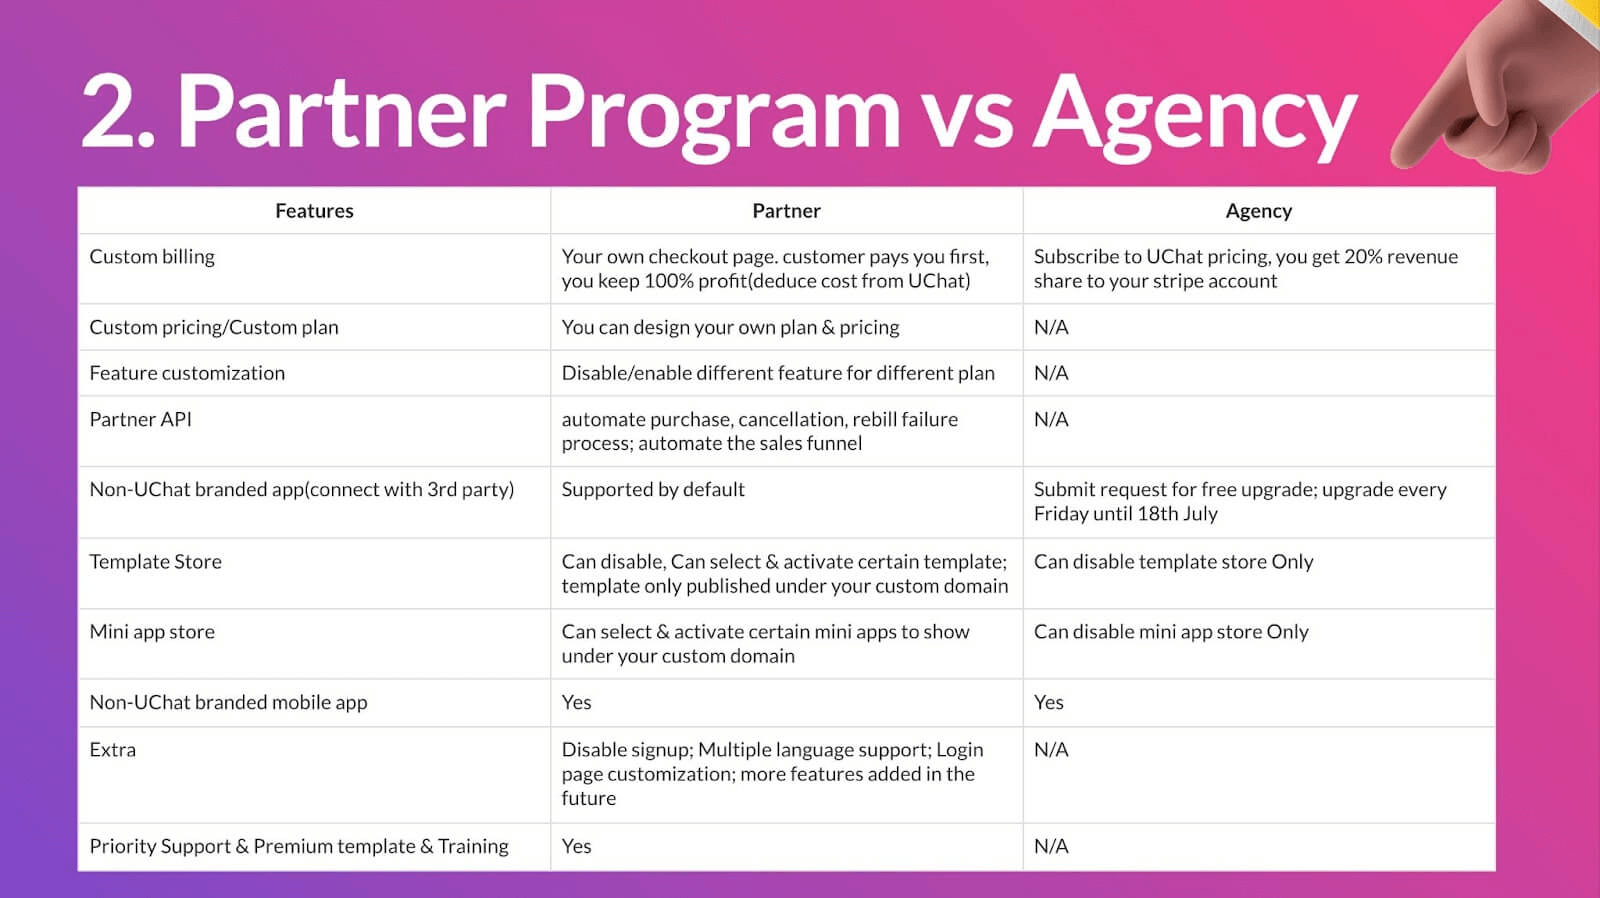 2. Partner Program vs Agency
Features
Partner
Agency
Custom billing
Your own checkout page. customer pays you first,
you keep 100% profit(deduce cost from UChat)
Subscribe to UChat pricing, you get 20% revenue
share to your stripe account
Custom pricing/Custom plan
You can design your own plan & pricing
N/A
Feature customization
Disable/enable different feature for different plan
N/A
Partner API
automate purchase, cancellation, rebill failure
process; automate the sales funnel
N/A
Non-UChat branded app(connect with 3rd party)
Supported by default
Submit request for free upgrade; upgrade every
Friday until 18th July
Template Store
Can disable, Can select & activate certain template;
template only published under your custom domain
Can disable template store Only
Mini app store
Can select & activate certain mini apps to show
under your custom domain
Can disable mini app store Only
Non-UChat branded mobile app
Yes
Yes
Extra
Disable signup; Multiple language support; Login
page customization; more features added in the
future
N/A
Priority Support & Premium template & Training
Yes
N/A